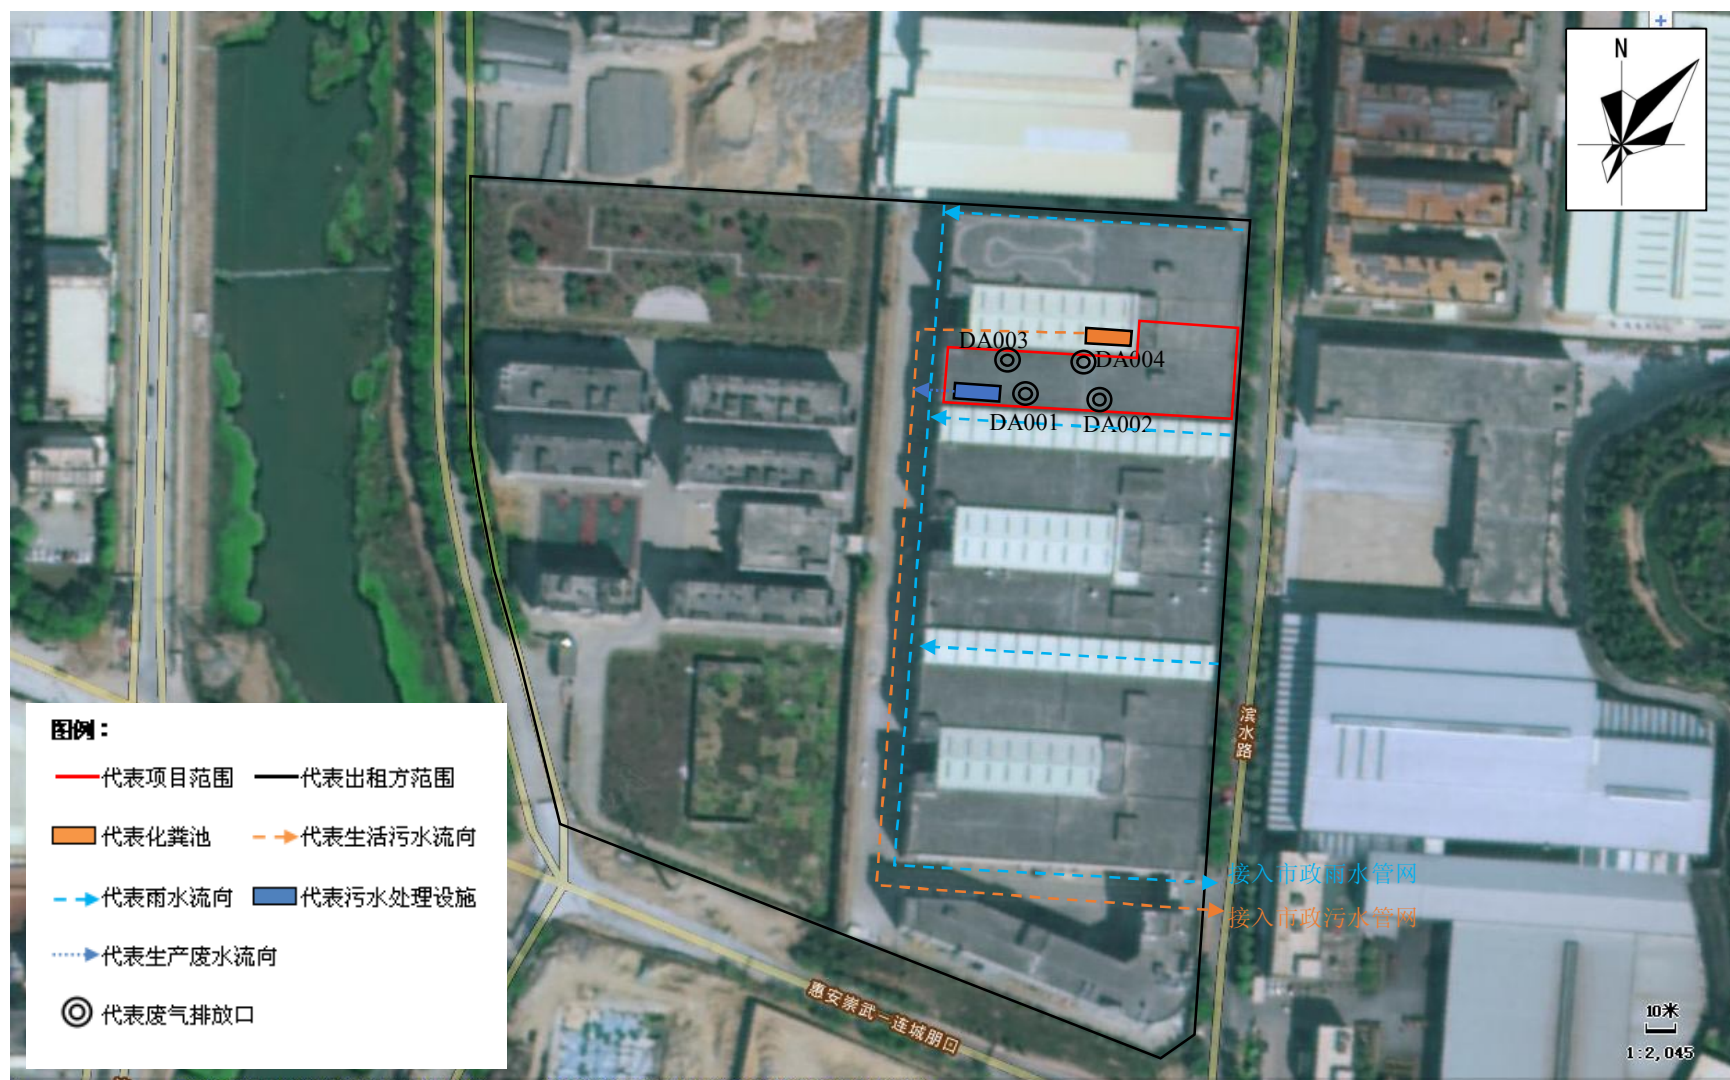 N
DA003
DA004
DA001
DA002
滨水路
接入市政雨水管网
接入市政污水管网
惠安崇武—连城朋口
图例：
代表项目范围
代表出租方范围
代表化粪池
代表生活污水流向
代表雨水流向
代表污水处理设施
代表生产废水流向
代表废气排放口
10米
1:2,045